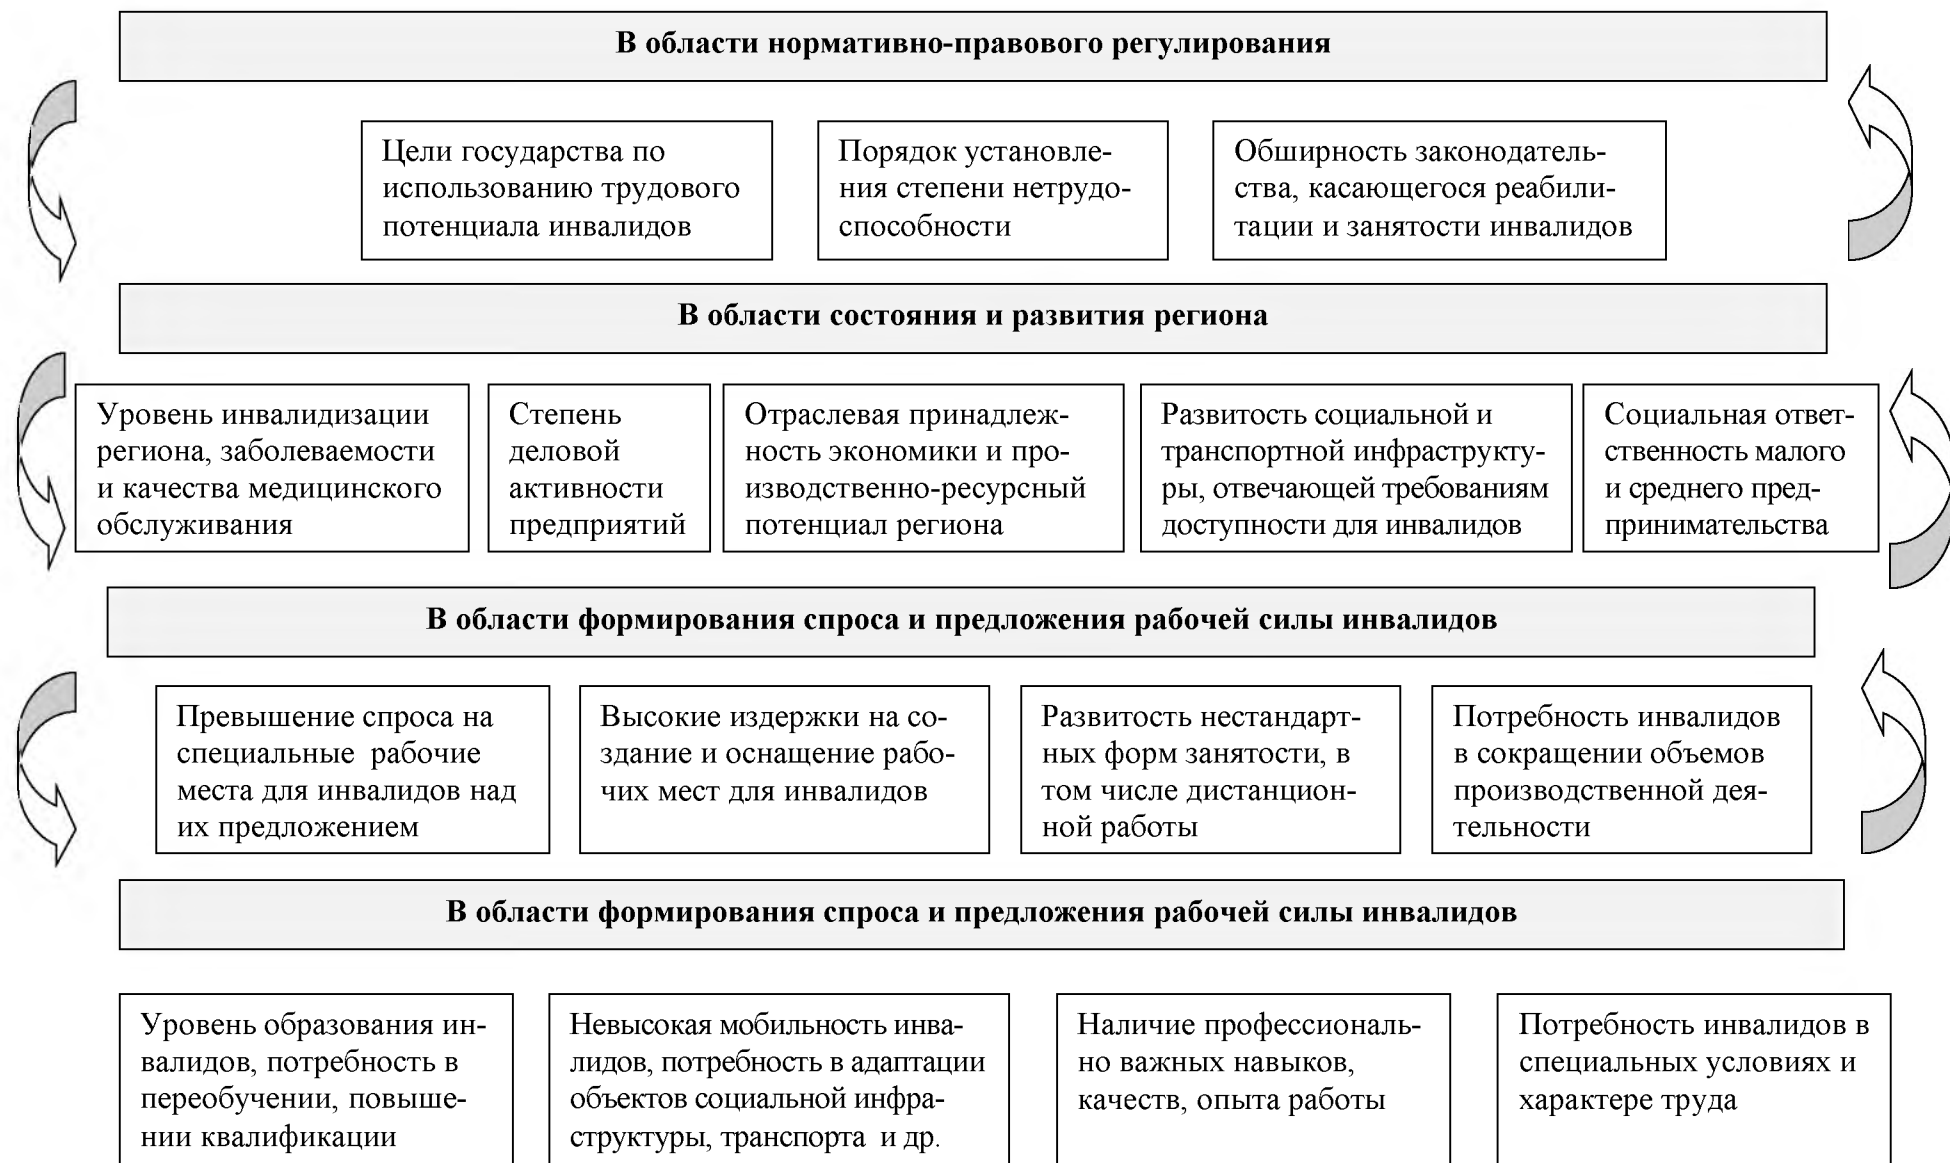 В области нормативно-правового регулирования
Цели государства по
использованию трудового
потенциала инвалидов
Порядок установле-
ния степени нетрудо-
способности
Обширность законодатель-
ства, касающегося реабили-
тации и занятости инвалидов
В области состояния и развития региона
Уровень инвалидизации
региона, заболеваемости
и качества медицинского
обслуживания
Степень
деловой
активности
предприятий
Отраслевая принадлеж-
ность экономики и про-
изводственно-ресурсный
потенциал региона
Развитость социальной и
транспортной инфраструкту-
ры, отвечающей требованиям
доступности для инвалидов
Социальная ответ-
ственность малого
и среднего пред-
принимательства
В области формирования спроса и предложения рабочей силы инвалидов
Превышение спроса на
специальные рабочие
места для инвалидов над
их предложением
Высокие издержки на со-
здание и оснащение рабо-
чих мест для инвалидов
Развитость нестандарт-
ных форм занятости, в
том числе дистанцион-
ной работы
Потребность инвалидов
в сокращении объемов
производственной дея-
тельности
В области формирования спроса и предложения рабочей силы инвалидов
Уровень образования ин-
валидов, потребность в
переобучении, повыше-
нии квалификации
Невысокая мобильность инва-
лидов, потребность в адаптации
объектов социальной инфра-
структуры, транспорта и др.
Наличие профессиональ-
но важных навыков,
качеств, опыта работы
Потребность инвалидов в
специальных условиях и
характере труда